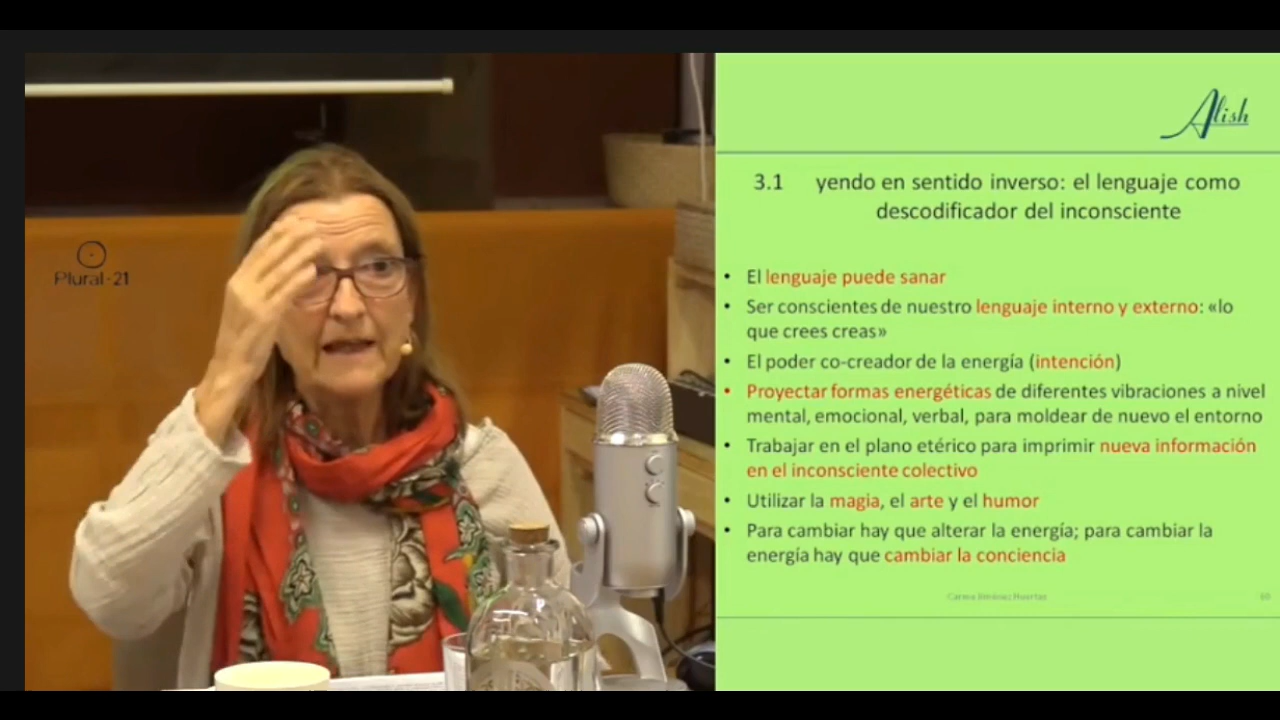 Plural-21
Alish
3.1 yendo en sentido inverso: el lenguaje como
descodificador del inconsciente
• El lenguaje puede sanar
• Ser conscientes de nuestro lenguaje interno y externo: «lo
que crees creas»
• El poder co-creador de la energía (intención)
• Proyectar formas energéticas de diferentes vibraciones a nivel
mental, emocional, verbal, para moldear de nuevo el entorno
• Trabajar en el plano etérico para imprimir nueva información
en el inconsciente colectivo
• Utilizar la magia, el arte y el humor
• Para cambiar hay que alterar la energía; para cambiar la
energía hay que cambiar la conciencia
Carme Jiménez Huertas